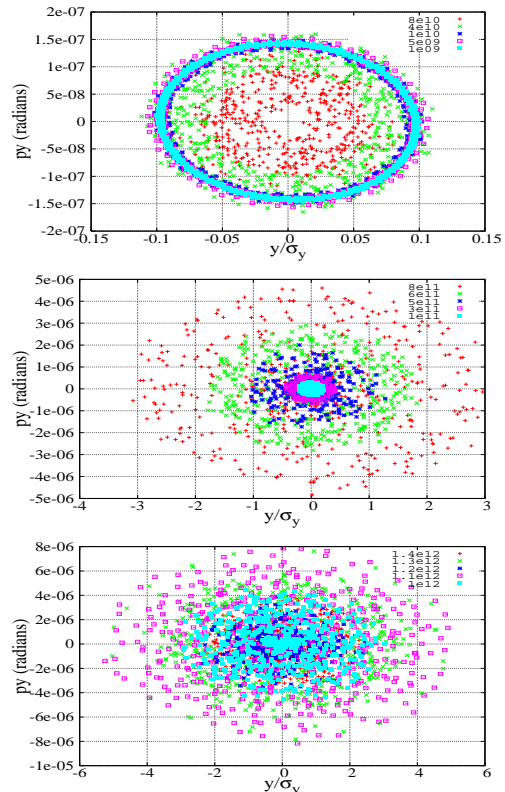 2e-07
1.5e-07
1e-07
5e-08
0
-5e-08
-1e-07
-1.5e-07
-2e-07
py (radians)
8e10
4e10
1e10
5e09
1e09
-0.15 -0.1 -0.05 0 0.05 0.1 0.15
y/σy
5e-06
4e-06
3e-06
2e-06
1e-06
0
-1e-06
-2e-06
-3e-06
-4e-06
-5e-06
py (radians)
8e11
6e11
5e11
3e11
1e11
-4 -3 -2 -1 0 1 2 3
y/σy
8e-06
6e-06
4e-06
2e-06
0
-2e-06
-4e-06
-6e-06
-8e-06
-1e-05
py (radians)
1.4e12
1.3e12
1.2e12
1.1e12
1e12
-6 -4 -2 0 2 4 6
y/σy